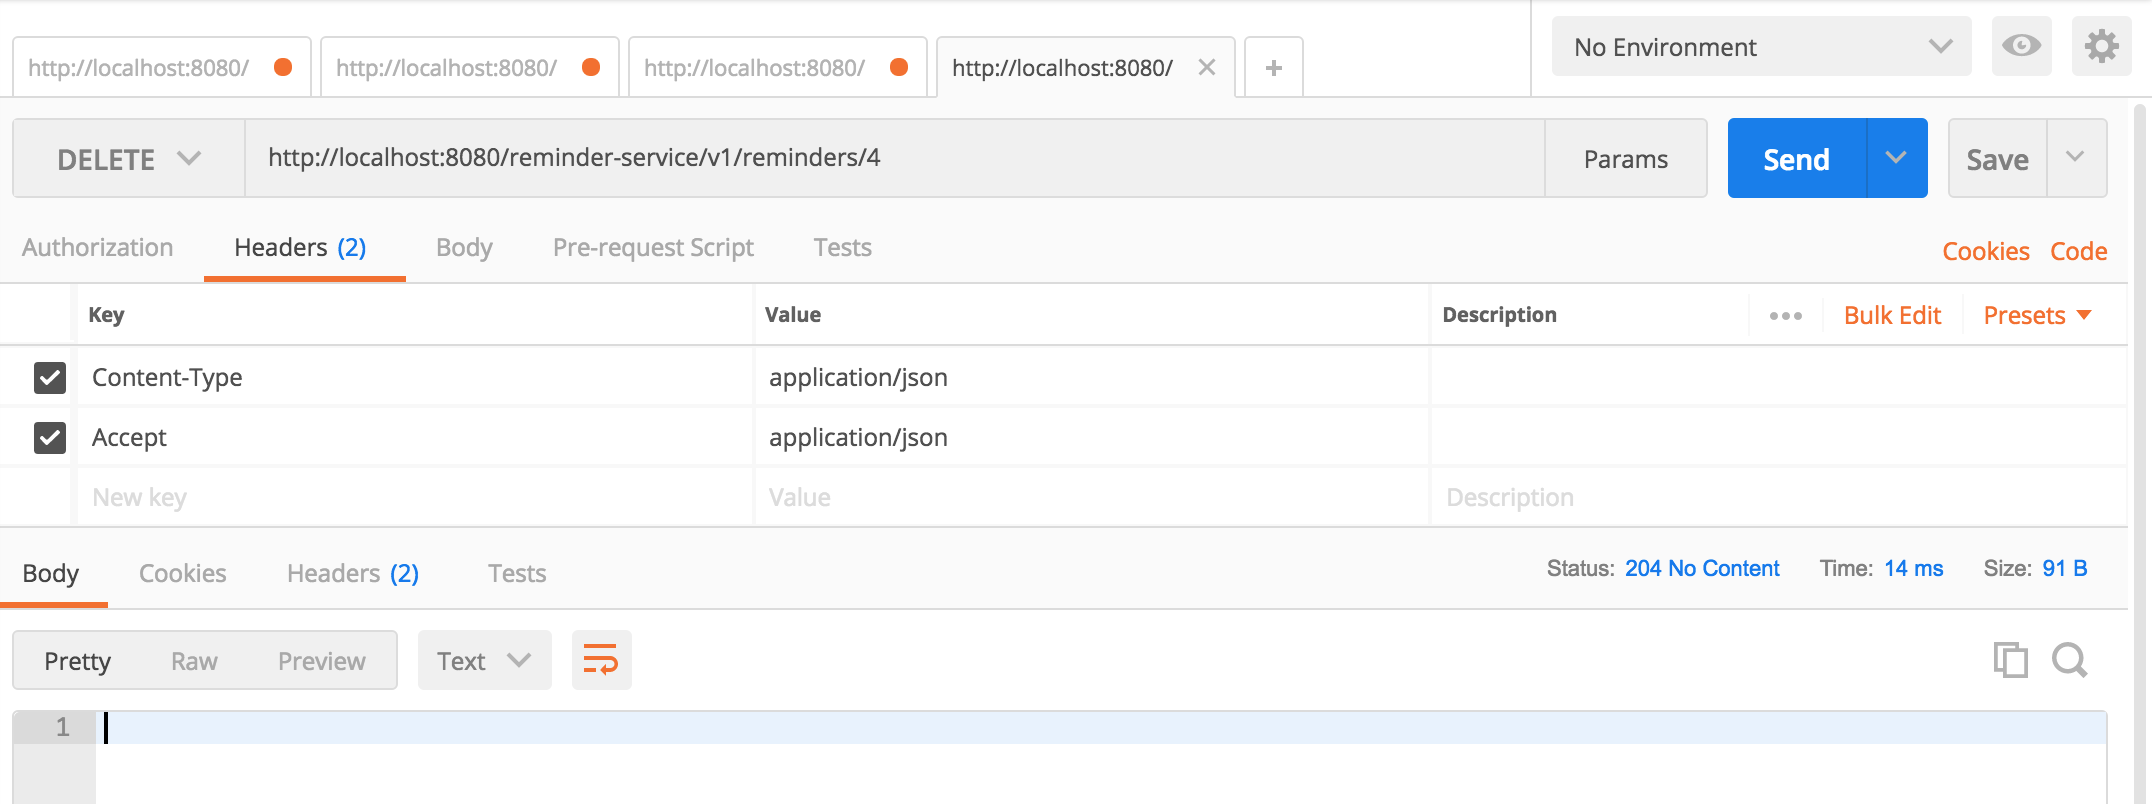 http://localhost:8080/ http://localhost:8080/ http://localhost:8080/ http://localhost:8080/ × + No Environment
DELETE http://localhost:8080/reminder-service/v1/reminders/4 Params Send Save
Authorization Headers (2) Body Pre-request Script Tests Cookies Code
Key Value Description ••• Bulk Edit Presets
Content-Type application/json
Accept application/json
New key Value Description
Body Cookies Headers (2) Tests Status: 204 No Content Time: 14 ms Size: 91 B
Pretty Raw Preview Text
1